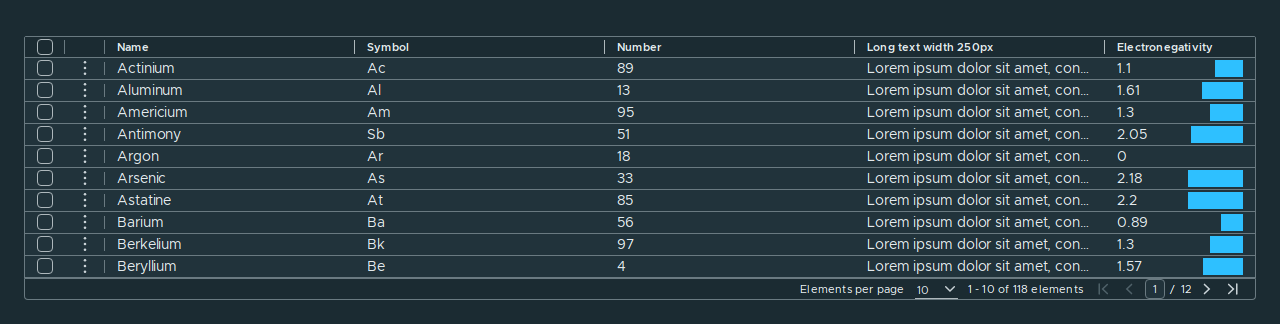 Name Symbol Number Long text width 250px Electronegativity
Actinium Ac 89 Lorem ipsum dolor sit amet, con... 1.1
Aluminum Al 13 Lorem ipsum dolor sit amet, con... 1.61
Americium Am 95 Lorem ipsum dolor sit amet, con... 1.3
Antimony Sb 51 Lorem ipsum dolor sit amet, con... 2.05
Argon Ar 18 Lorem ipsum dolor sit amet, con... 0
Arsenic As 33 Lorem ipsum dolor sit amet, con... 2.18
Astatine At 85 Lorem ipsum dolor sit amet, con... 2.2
Barium Ba 56 Lorem ipsum dolor sit amet, con... 0.89
Berkelium Bk 97 Lorem ipsum dolor sit amet, con... 1.3
Beryllium Be 4 Lorem ipsum dolor sit amet, con... 1.57
Elements per page 10 1 - 10 of 118 elements 1 / 12